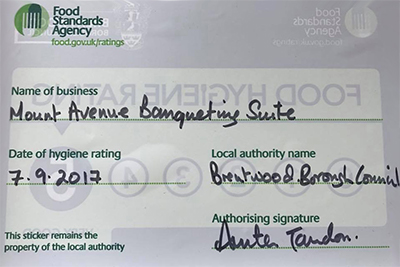 Food
Standards
Agency
food.gov.uk/ratings
Name of business
Mount Avenue Banqueting Suite
Date of hygiene rating
7.9.2017
Local authority name
Brentwood Borough Council
Authorising signature
This sticker remains the
property of the local authority